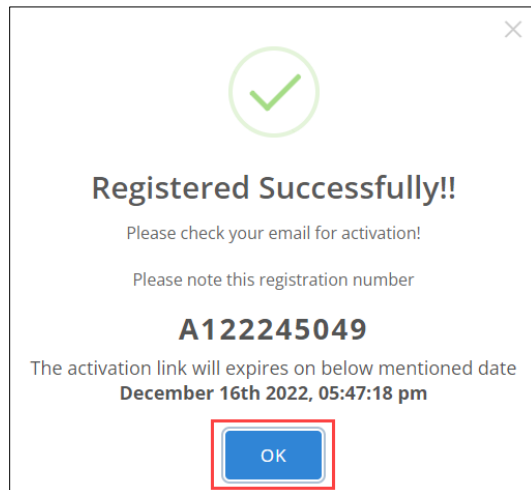 Registered Successfully!!
Please check your email for activation!
Please note this registration number
A122245049
The activation link will expires on below mentioned date
December 16th 2022, 05:47:18 pm
OK